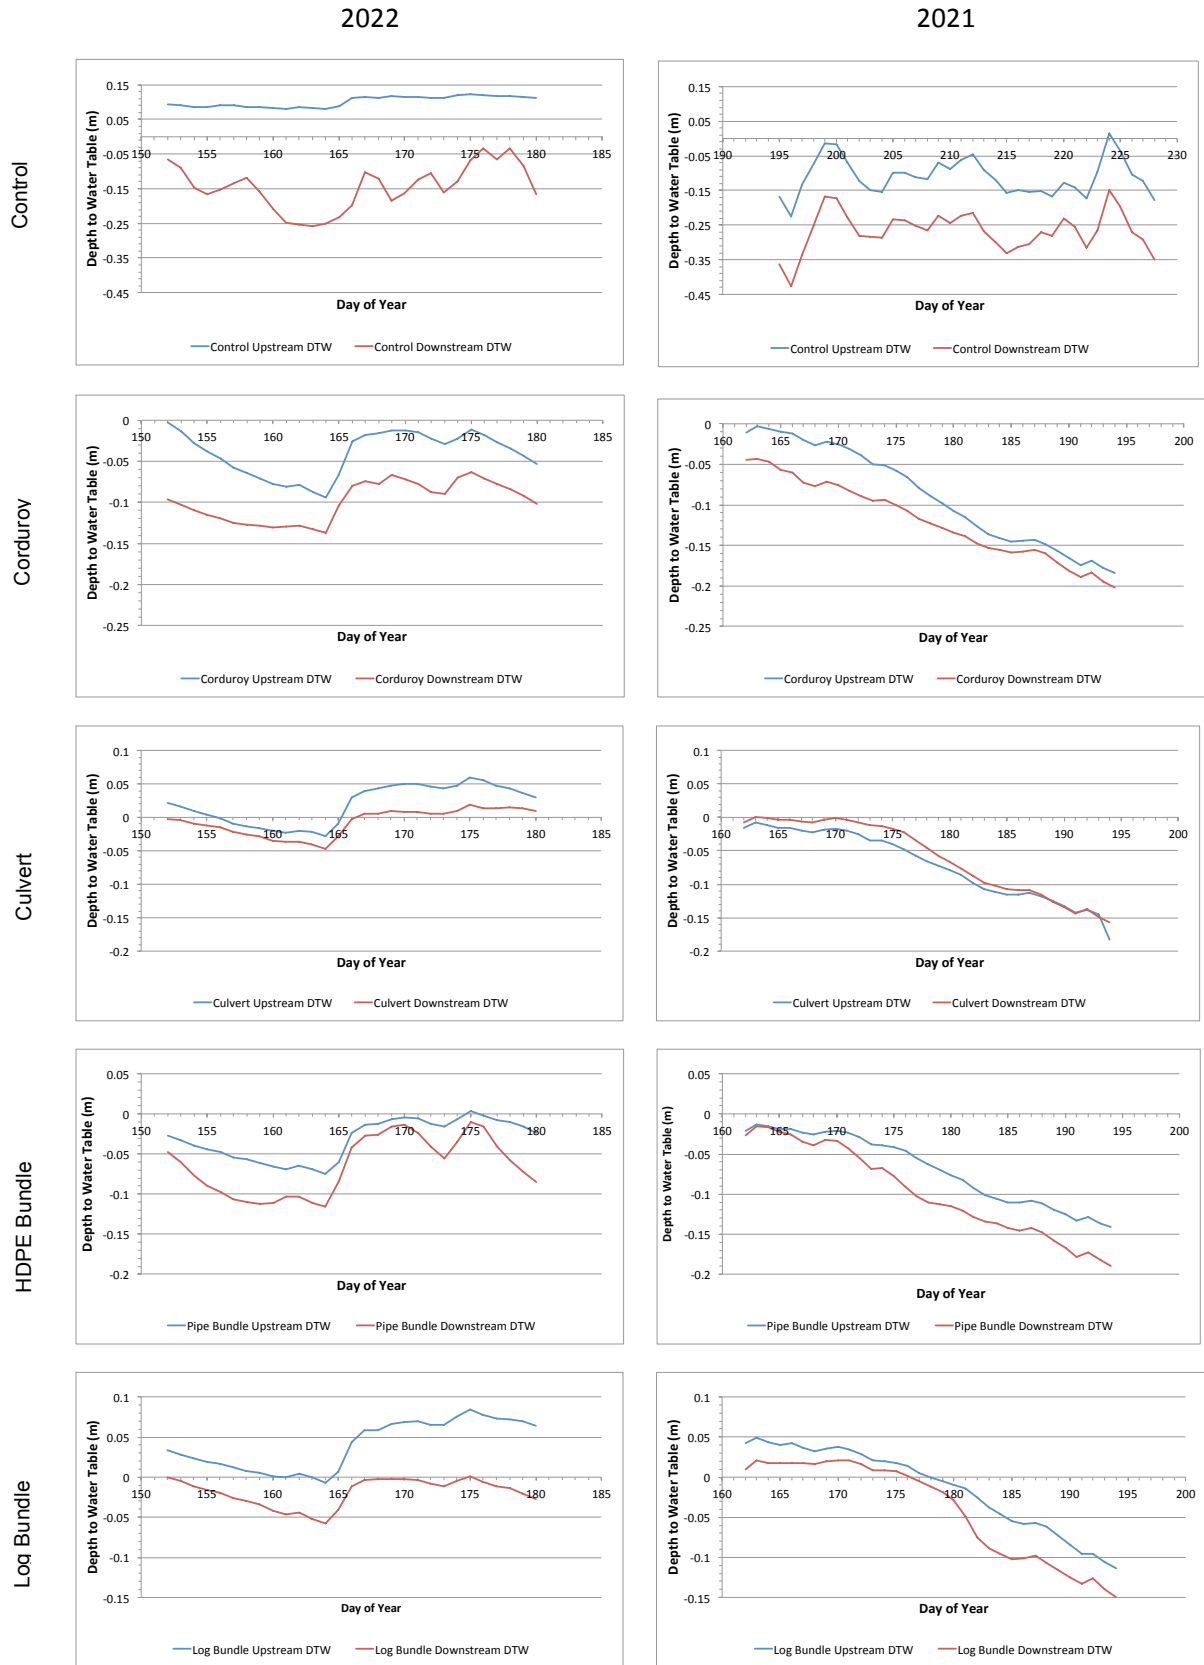 2022
2021
Control
Depth to Water Table (m)
0.15
0.05
-0.05
-0.15
-0.25
-0.35
-0.45
150 155 160 165 170 175 180 185
Day of Year
Control Upstream DTW Control Downstream DTW
Depth to Water Table (m)
0.15
0.05
-0.05
-0.15
-0.25
-0.35
-0.45
190 195 200 205 210 215 220 225 230
Day of Year
Control Upstream DTW Control Downstream DTW
Corduroy
Depth to Water Table (m)
0
-0.05
-0.1
-0.15
-0.2
-0.25
150 155 160 165 170 175 180 185
Day of Year
Corduroy Upstream DTW Corduroy Downstream DTW
Depth to Water Table (m)
0
-0.05
-0.1
-0.15
-0.2
-0.25
160 165 170 175 180 185 190 195 200
Day of Year
Corduroy Upstream DTW Corduroy Downstream DTW
Culvert
Depth to Water Table (m)
0.1
0.05
0
-0.05
-0.1
-0.15
-0.2
150 155 160 165 170 175 180 185
Day of Year
Culvert Upstream DTW Culvert Downstream DTW
Depth to Water Table (m)
0.1
0.05
0
-0.05
-0.1
-0.15
-0.2
160 165 170 175 180 185 190 195 200
Day of Year
Culvert Upstream DTW Culvert Downstream DTW
HDPE Bundle
Depth to Water Table (m)
0.05
0
-0.05
-0.1
-0.15
-0.2
150 155 160 165 170 175 180 185
Day of Year
Pipe Bundle Upstream DTW Pipe Bundle Downstream DTW
Depth to Water Table (m)
0.05
0
-0.05
-0.1
-0.15
-0.2
160 165 170 175 180 185 190 195 200
Day of Year
Pipe Bundle Upstream DTW Pipe Bundle Downstream DTW
Log Bundle
Depth to Water Table (m)
0.1
0.05
0
-0.05
-0.1
-0.15
150 155 160 165 170 175 180 185
Day of Year
Log Bundle Upstream DTW Log Bundle Downstream DTW
Depth to Water Table (m)
0.1
0.05
0
-0.05
-0.1
-0.15
160 165 170 175 180 185 190 195 200
Day of Year
Log Bundle Upstream DTW Log Bundle Downstream DTW